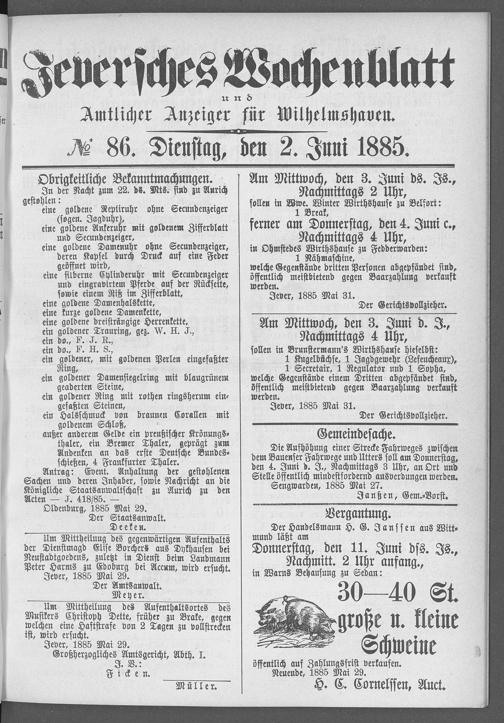 Jeversches Wochenblatt
und
Amtlicher Anzeiger für Wilhelmshaven.
№ 86. Dienstag, den 2. Juni 1885.
Obrigkeitliche Bekanntmachungen.
In der Nacht zum 22. ds. Mts. sind zu Aurich
gestohlen:
eine goldene Reptiruhr ohne Secundenzeiger
(sogen. Jagduhr),
eine goldene Ankeruhr mit goldenem Zifferblatt
und Secundenzeiger,
eine goldene Damenuhr ohne Secundenzeiger,
deren Kapsel durch Druck auf eine Feder
geöffnet wird,
eine silberne Cylinderuhr mit Secundenzeiger
und eingravirtem Pferde auf der Rückseite,
sowie einem Riß im Zifferblatt,
eine goldene Damenhalskette,
eine kurze goldene Damenkette,
eine goldene dreisträngige Herrenkette,
ein goldener Trauring, gez. W. H. J.,
ein do., F. J. R.,
ein do., F. H. S.,
ein goldener, mit goldenen Perlen eingefaßter
Ring,
ein goldener Damensiegelring mit blaugrünem
geaderten Steine,
ein goldener Ring mit rothen ringsherum ein-
gefaßten Steinen,
ein Halsschmuck von braunen Corallen mit
goldenem Schloß,
außer anderem Gelde ein preußischer Krönungs-
thaler, ein Bremer Thaler, geprägt zum
Andenken an das erste Deutsche Bundes-
schießen, 4 Frankfurter Thaler.
Antrag: Event. Anhaltung der gestohlenen
Sachen und deren Inhaber, sowie Nachricht an die
Königliche Staatsanwaltschaft zu Aurich zu den
Acten — J. 418/85. —
Oldenburg, 1885 Mai 29.
Der Staatsanwalt.
Deeken.
Um Mittheilung des gegenwärtigen Aufenthalts
der Dienstmagd Elise Borchers aus Dykhausen bei
Neustadtgoedens, zuletzt in Dienst beim Landmann
Peter Harms zu Edoburg bei Accum, wird ersucht.
Jever, 1885 Mai 29.
Der Amtsanwalt.
Meyer.
Um Mittheilung des Aufenthaltsortes des
Musikers Christoph Dette, früher zu Brake, gegen
welchen eine Haftstrafe von 2 Tagen zu vollstrecken
ist, wird ersucht.
Jever, 1885 Mai 29.
Großherzogliches Amtsgericht, Abth. I.
J. V.:
Ficken.
Müller.
Am Mittwoch, den 3. Juni ds. Js.,
Nachmittags 2 Uhr,
sollen in Wwe. Winter Wirthshause zu Belfort:
1 Break,
ferner am Donnerstag, den 4. Juni c.,
Nachmittags 4 Uhr,
in Ohmstedes Wirthshause zu Fedderwarden:
1 Nähmaschine,
welche Gegenstände dritten Personen abgepfändet sind,
öffentlich meistbietend gegen Baarzahlung verkauft
werden.
Jever, 1885 Mai 31.
Der Gerichtsvollzieher.
Am Mittwoch, den 3. Juni d. J.,
Nachmittags 4 Uhr,
sollen in Brunstermann's Wirthshause hieselbst:
1 Kugelbüchse, 1 Jagdgewehr (Lefaucheux),
1 Secretair, 1 Regulator und 1 Sopha,
welche Gegenstände einem Dritten abgepfändet sind,
öffentlich meistbietend gegen Baarzahlung verkauft
werden.
Jever, 1885 Mai 31.
Der Gerichtsvollzieher.
Gemeindesache.
Die Aufhöhung einer Strecke Fahrweges zwischen
dem Bauenser Fahrwege und Utters soll am Donnerstag,
den 4. Juni d. J., Nachmittags 3 Uhr, an Ort und
Stelle öffentlich mindestfordernd ausverdungen werden.
Sengwarden, 1885 Mai 27.
Janßen, Gem.-Vorst.
Vergantung.
Der Handelsmann H. G. Janssen aus Witt-
mund läßt am
Donnerstag, den 11. Juni dss. Js.,
Nachmitt. 2 Uhr anfang.,
in Warns Behausung zu Sedan:
30—40 St.
große u. kleine
Schweine
öffentlich auf Zahlungsfrist verkaufen.
Neuende, 1885 Mai 29.
H. C. Cornelssen, Auct.